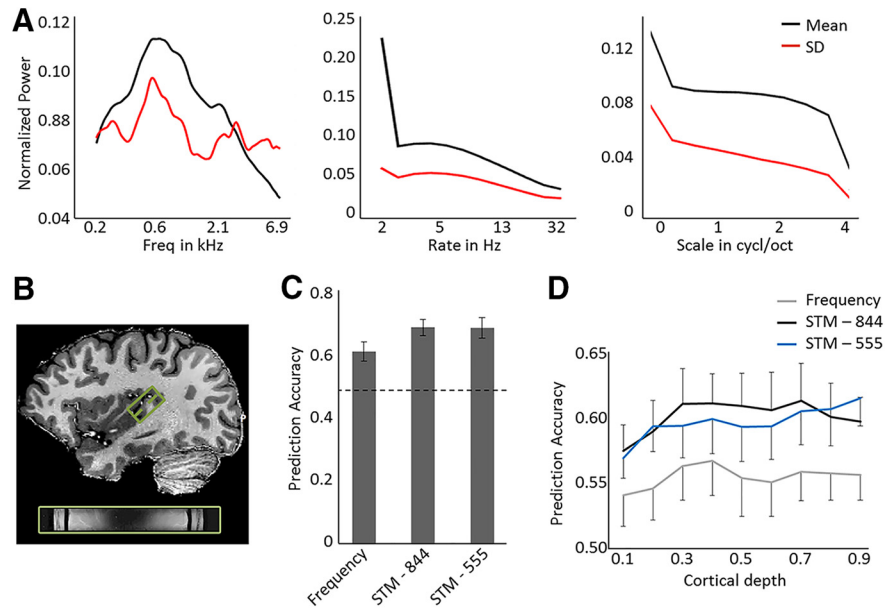 A
Normalized Power
0.12
0.10
0.88
0.06
0.04
0.2 0.6 2.1 6.9
Freq in kHz
0.25
0.20
0.15
0.10
0.05
0
2 5 13 32
Rate in Hz
Mean
SD
0.12
0.08
0.04
0
0 1 2 4
Scale in cycl/oct
B
C
Prediction Accuracy
0.8
0.6
0.4
0.2
0
Frequency
STM - 844
STM - 555
D
Frequency
STM – 844
STM – 555
Prediction Accuracy
0.65
0.60
0.55
0.50
0.1 0.3 0.5 0.7 0.9
Cortical depth